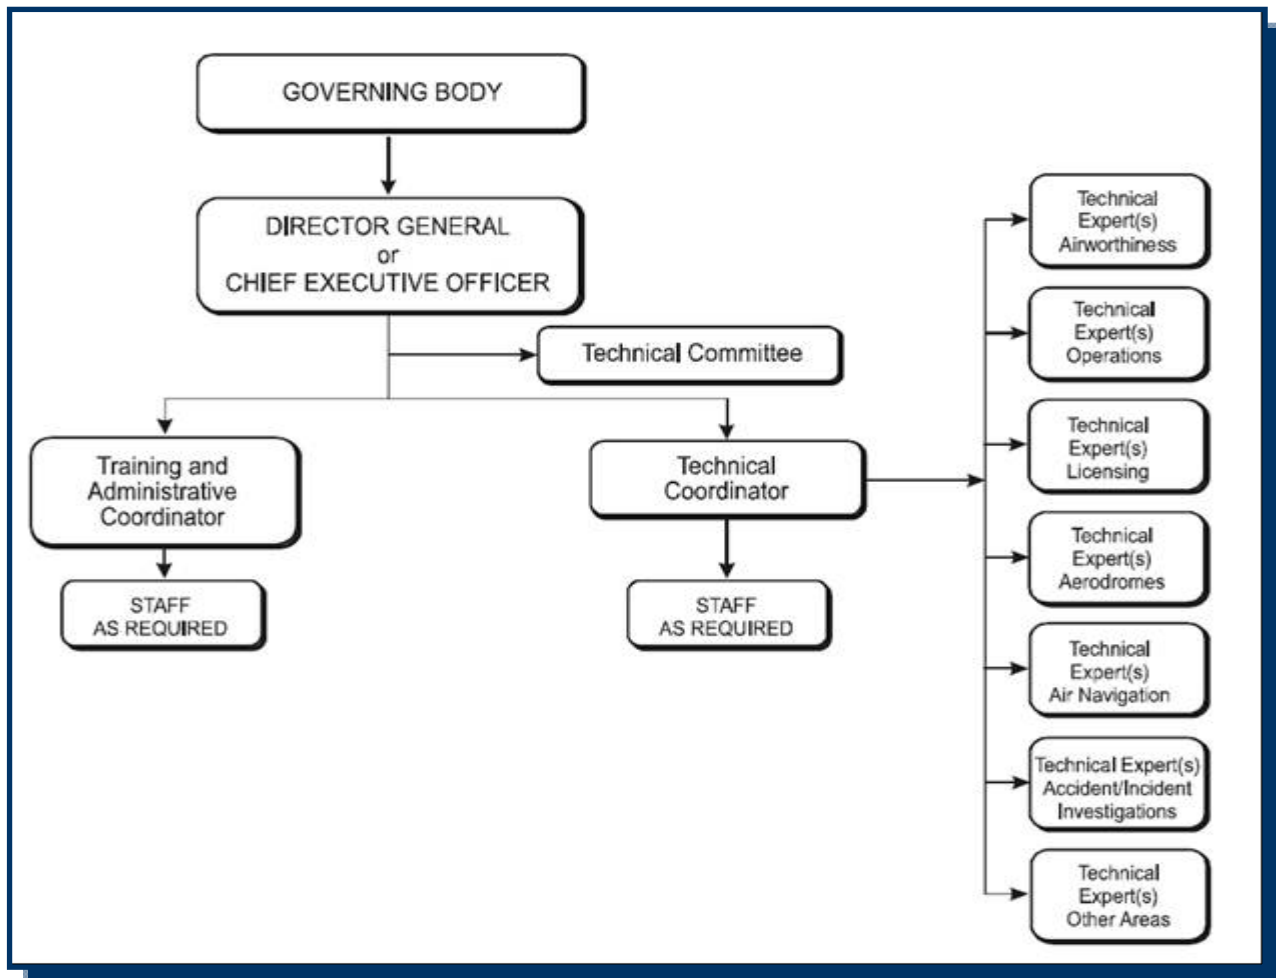 GOVERNING BODY
DIRECTOR GENERAL
or
CHIEF EXECUTIVE OFFICER
Technical Committee
Training and
Administrative
Coordinator
STAFF
AS REQUIRED
Technical
Coordinator
STAFF
AS REQUIRED
Technical
Expert(s)
Airworthiness
Technical
Expert(s)
Operations
Technical
Expert(s)
Licensing
Technical
Expert(s)
Aerodromes
Technical
Expert(s)
Air Navigation
Technical Expert(s)
Accident/Incident
Investigations
Technical
Expert(s)
Other Areas